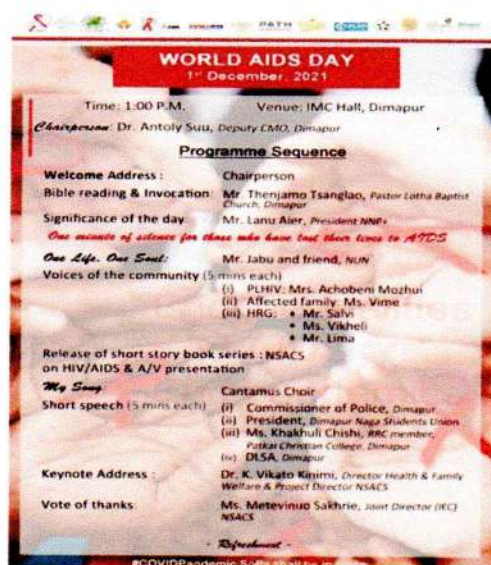 PATH
WORLD AIDS DAY
1st December, 2021
Time: 1:00 P.M. Venue: IMC Hall, Dimapur
Chairperson: Dr. Antoly Suu, Deputy CMO, Dimapur
Programme Sequence
Welcome Address : Chairperson
Bible reading & Invocation: Mr. Thenjamo Tsanglao, Pastor Lotha Baptist
Church, Dimapur
Significance of the day: Mr. Lanu Aier, President NNP+
One minute of silence for those who have lost their lives to AIDS
One Life. One Soul: Mr. Jabu and friend, NUN
Voices of the community (5 mins each)
(i) PLHIV: Mrs. Achobeni Mozhui
(ii) Affected family: Ms. Vime
(iii) HRG: • Mr. Salvi
• Ms. Vikheli
• Mr. Lima
Release of short story book series : NSACS
on HIV/AIDS & A/V presentation
My Song: Cantamus Choir
Short speech (5 mins each) (i) Commissioner of Police, Dimapur
(ii) President, Dimapur Naga Students Union
(iii) Ms. Khakhuli Chishi, RRC member,
Patkai Christian College, Dimapur
(iv) DLSA, Dimapur
Keynote Address : Dr. K. Vikato Kinimi, Director Health & Family
Welfare & Project Director NSACS
Vote of thanks: Ms. Metevinuo Sakhrie, Joint Director (IEC)
NSACS
- Refreshment -
#COVIDPandemic SoPs shall be